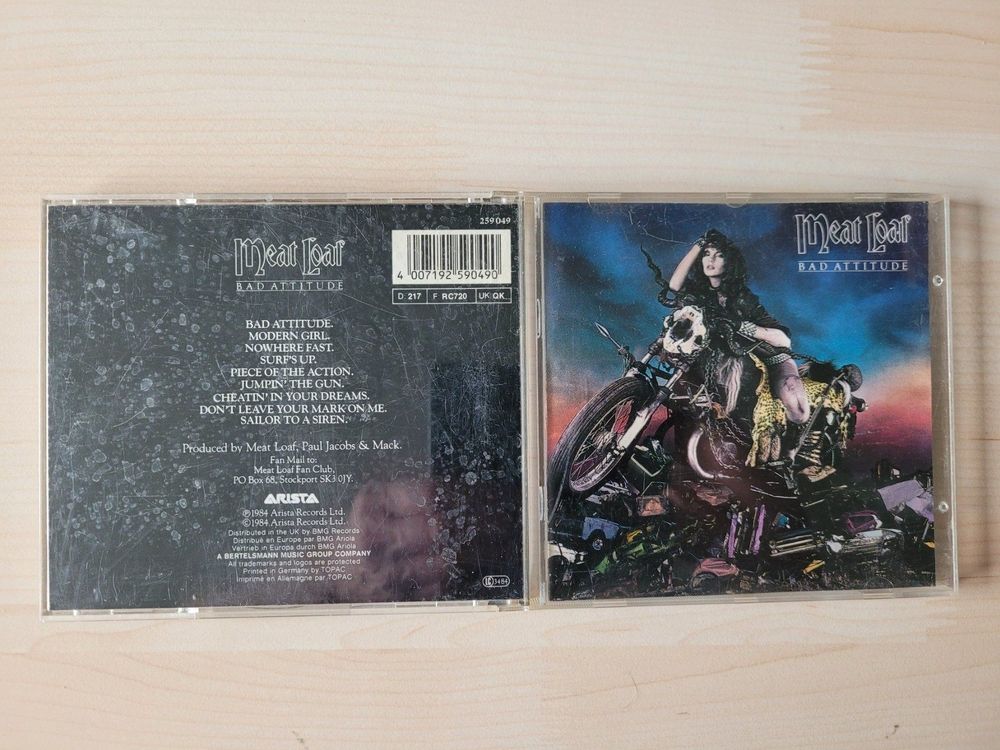 259 049
Meat Loaf
BAD ATTITUDE
4 007192 590490
D 217 F RC720 UK QK
BAD ATTITUDE.
MODERN GIRL.
NOWHERE FAST.
SURF'S UP.
PIECE OF THE ACTION.
JUMPIN' THE GUN.
CHEATIN' IN YOUR DREAMS.
DON'T LEAVE YOUR MARK ON ME.
SAILOR TO A SIREN.
Produced by Meat Loaf, Paul Jacobs & Mack.
Fan Mail to:
Meat Loaf Fan Club,
PO Box 68, Stockport SK3 0JY.
ARISTA
℗1984 Arista Records Ltd.
©1984 Arista Records Ltd.
Distributed in the UK by BMG Records
Distribué en Europe par BMG Ariola
Vertrieb in Europa durch BMG Ariola
A BERTELSMANN MUSIC GROUP COMPANY
All trademarks and logos are protected
Printed in Germany by TOPAC
Imprimé en Allemagne par TOPAC
LC 3484
Meat Loaf
BAD ATTITUDE